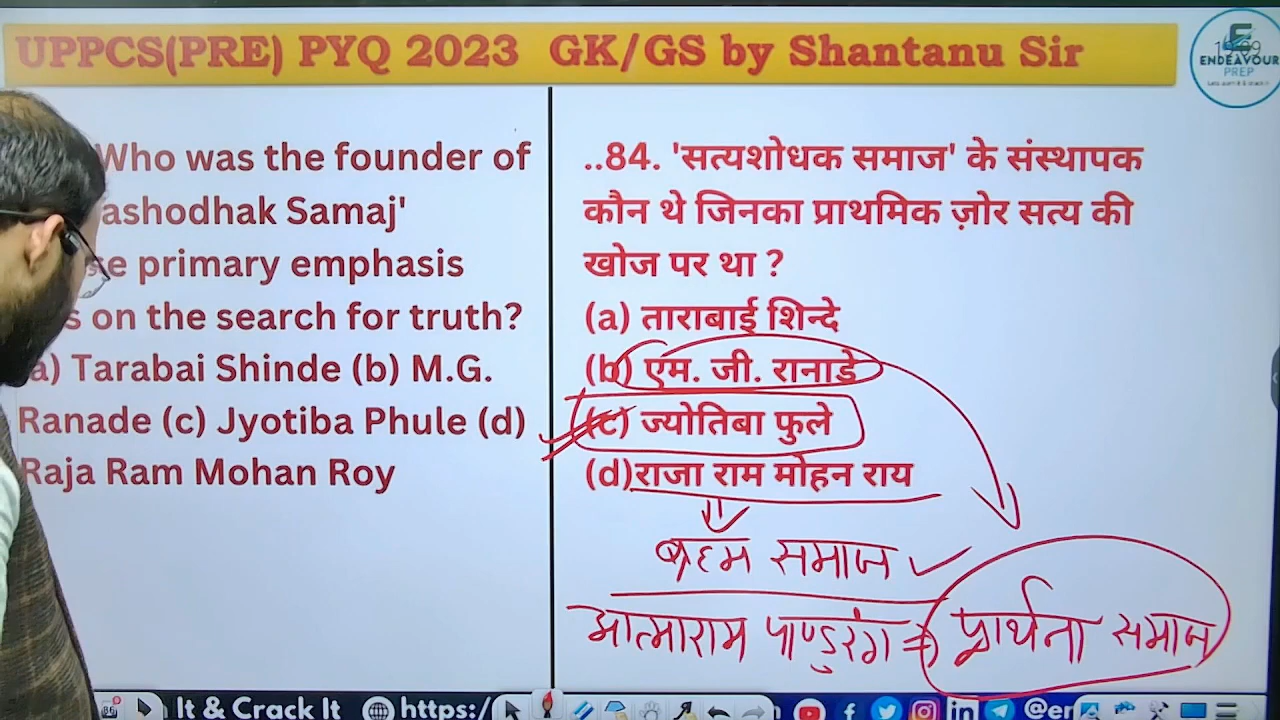 UPPCS(PRE) PYQ 2023 GK/GS by Shantanu Sir
ENDEAVOUR
PREP
Who was the founder of
ashodhak Samaj'
se primary emphasis
s on the search for truth?
a) Tarabai Shinde (b) M.G.
Ranade (c) Jyotiba Phule (d)
Raja Ram Mohan Roy
..84. 'सत्यशोधक समाज' के संस्थापक
कौन थे जिनका प्राथमिक ज़ोर सत्य की
खोज पर था ?
(a) ताराबाई शिन्दे
(b) एम. जी. रानाडे
(c) ज्योतिबा फुले
(d)राजा राम मोहन राय
ब्रह्म समाज
आत्माराम पाण्डुरंग ⇒ प्रार्थना समाज
It & Crack It https:/ @er